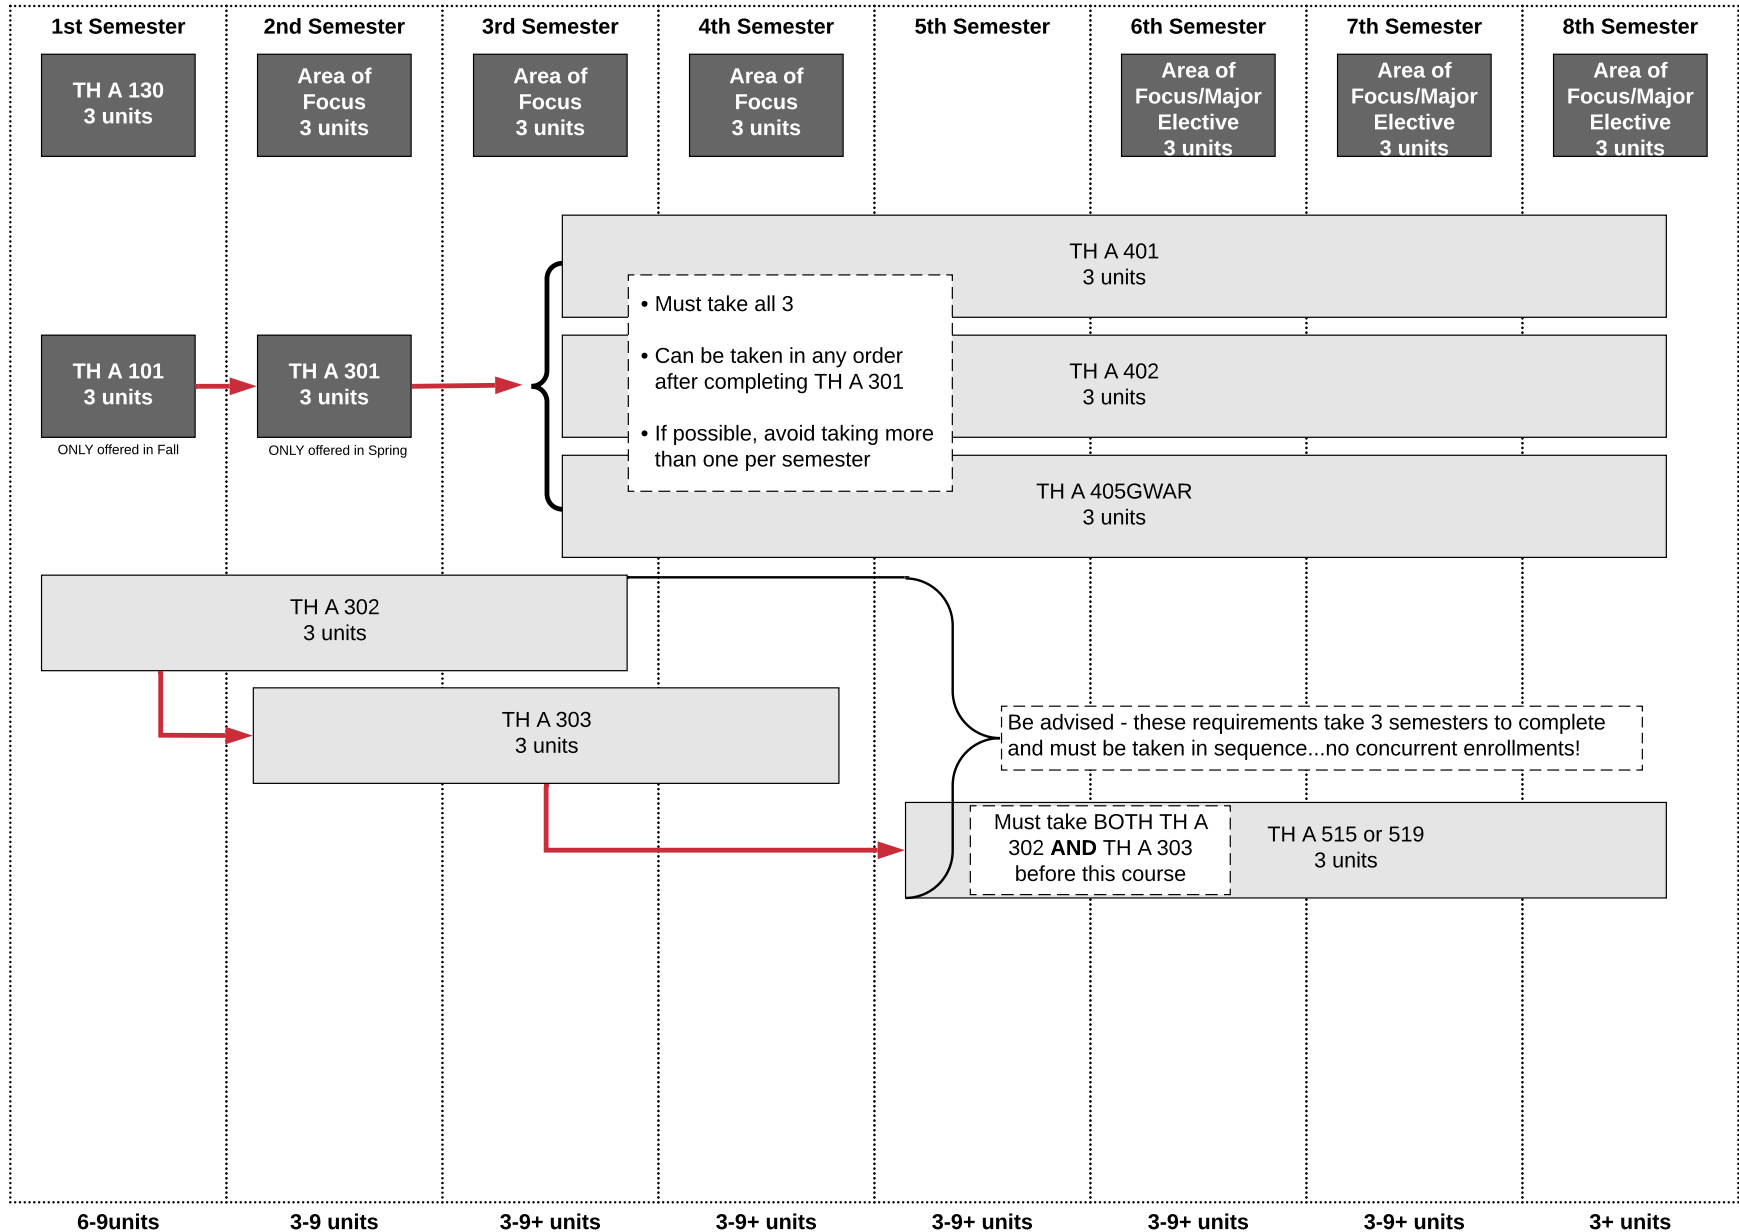 1st Semester
2nd Semester
3rd Semester
4th Semester
5th Semester
6th Semester
7th Semester
8th Semester
TH A 130
3 units
Area of
Focus
3 units
Area of
Focus
3 units
Area of
Focus
3 units
Area of
Focus/Major
Elective
3 units
Area of
Focus/Major
Elective
3 units
Area of
Focus/Major
Elective
3 units
TH A 401
3 units
• Must take all 3
• Can be taken in any order
after completing TH A 301
• If possible, avoid taking more
than one per semester
TH A 101
3 units
ONLY offered in Fall
TH A 301
3 units
ONLY offered in Spring
TH A 402
3 units
TH A 405GWAR
3 units
TH A 302
3 units
TH A 303
3 units
Be advised - these requirements take 3 semesters to complete
and must be taken in sequence...no concurrent enrollments!
Must take BOTH TH A
302 AND TH A 303
before this course
TH A 515 or 519
3 units
6-9units
3-9 units
3-9+ units
3-9+ units
3-9+ units
3-9+ units
3-9+ units
3+ units